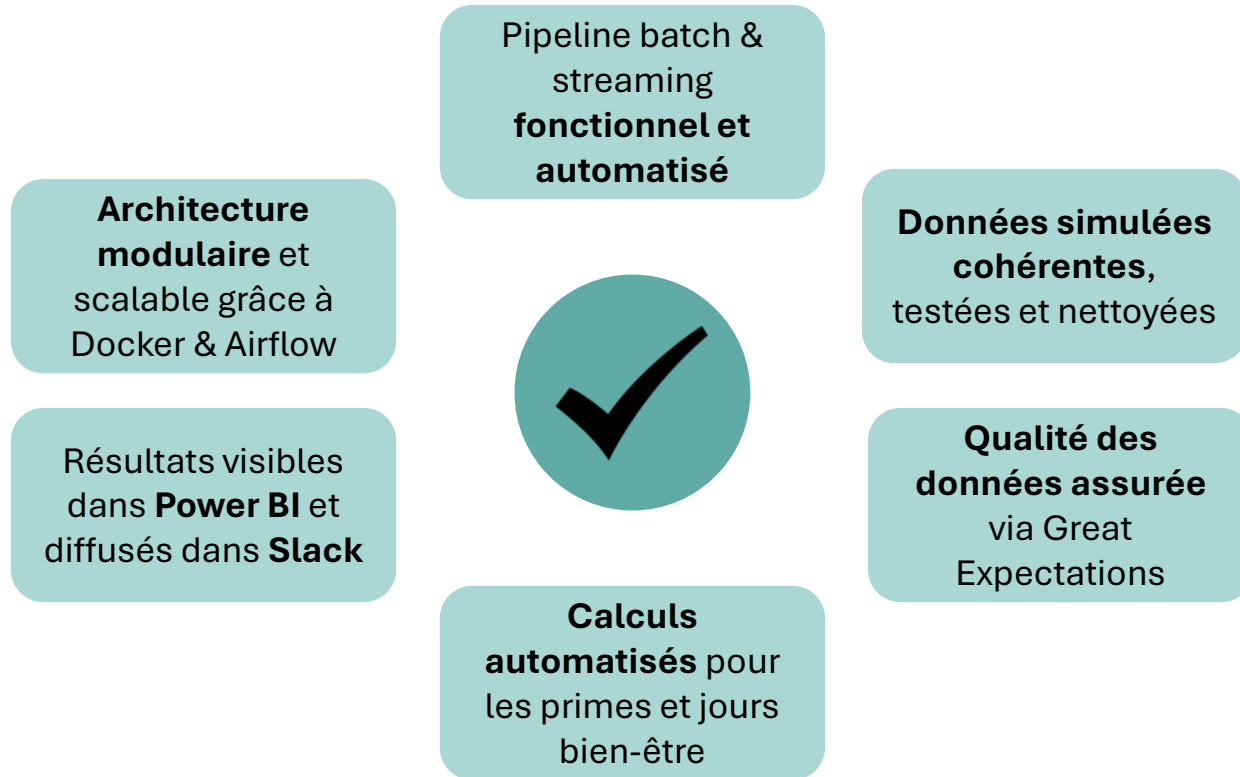 Pipeline batch &
streaming
fonctionnel et
automatisé
Architecture
modulaire et
scalable grâce à
Docker & Airflow
Données simulées
cohérentes,
testées et nettoyées
Résultats visibles
dans Power BI et
diffusés dans Slack
Qualité des
données assurée
via Great
Expectations
Calculs
automatisés pour
les primes et jours
bien-être